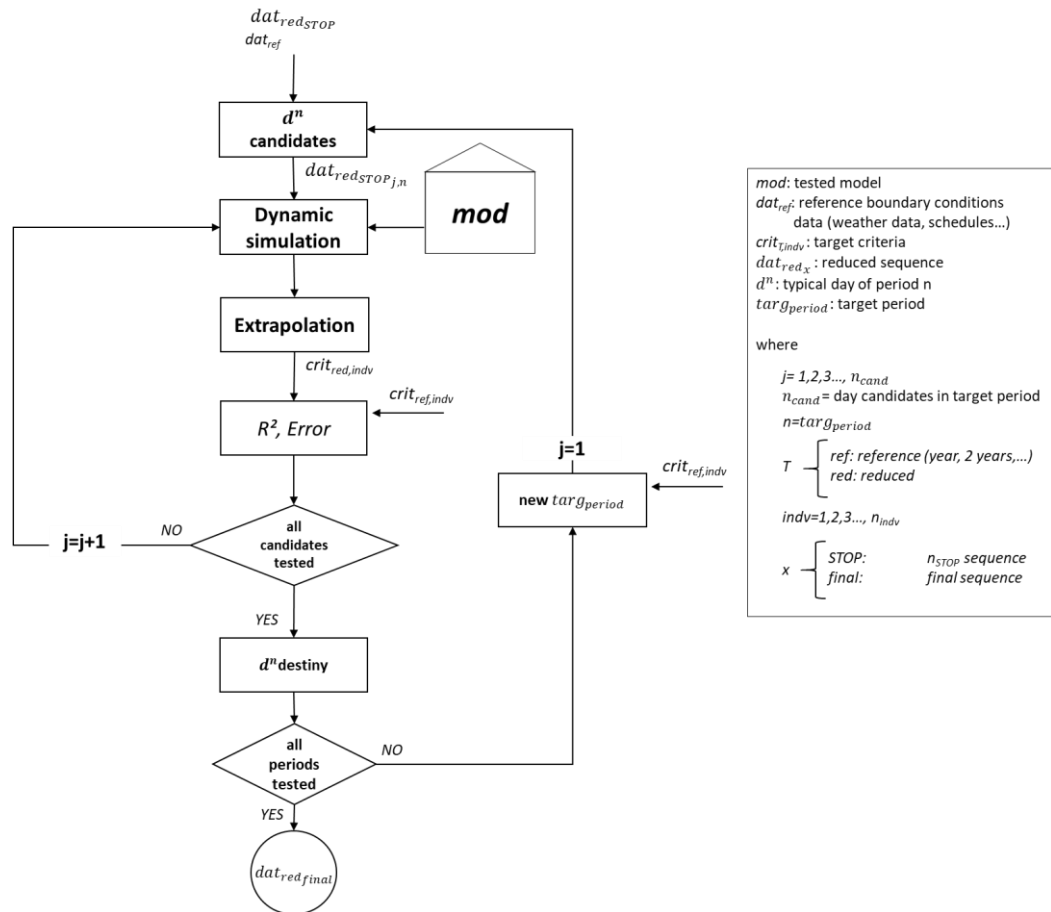 dat_red_STOP
dat_ref
d^n
candidates
dat_red_STOP_j,n
mod
Dynamic
simulation
Extrapolation
crit_red,indv
crit_ref,indv
R², Error
j=1
crit_ref,indv
new targ_period
all
candidates
tested
NO
j=j+1
YES
d^n destiny
all
periods
tested
NO
YES
dat_red_final
mod: tested model
dat_ref: reference boundary conditions
data (weather data, schedules...)
crit_T,indv: target criteria
dat_red_x : reduced sequence
d^n: typical day of period n
targ_period: target period
where
j= 1,2,3..., n_cand
n_cand = day candidates in target period
n=targ_period
T { ref: reference (year, 2 years,...)
red: reduced
indv=1,2,3..., n_indv
x { STOP: n_STOP sequence
final: final sequence